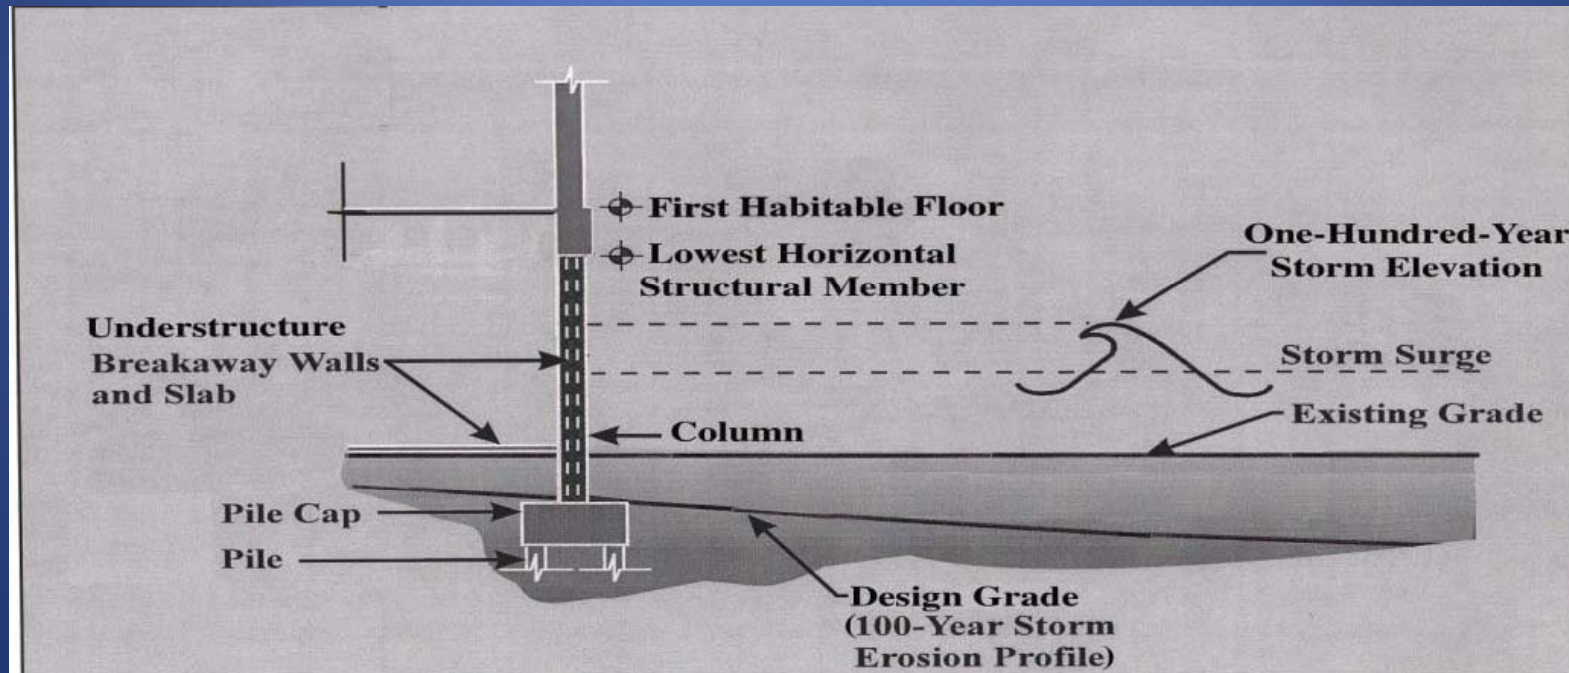 First Habitable Floor
Lowest Horizontal
Structural Member
One-Hundred-Year
Storm Elevation
Understructure
Breakaway Walls
and Slab
Storm Surge
Existing Grade
Column
Pile Cap
Pile
Design Grade
(100-Year Storm
Erosion Profile)